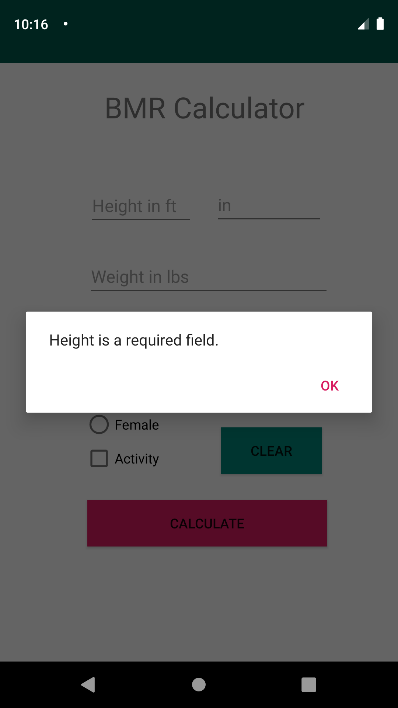 10:16
BMR Calculator
Height in ft
in
Weight in lbs
Height is a required field.
OK
Female
Activity
CLEAR
CALCULATE